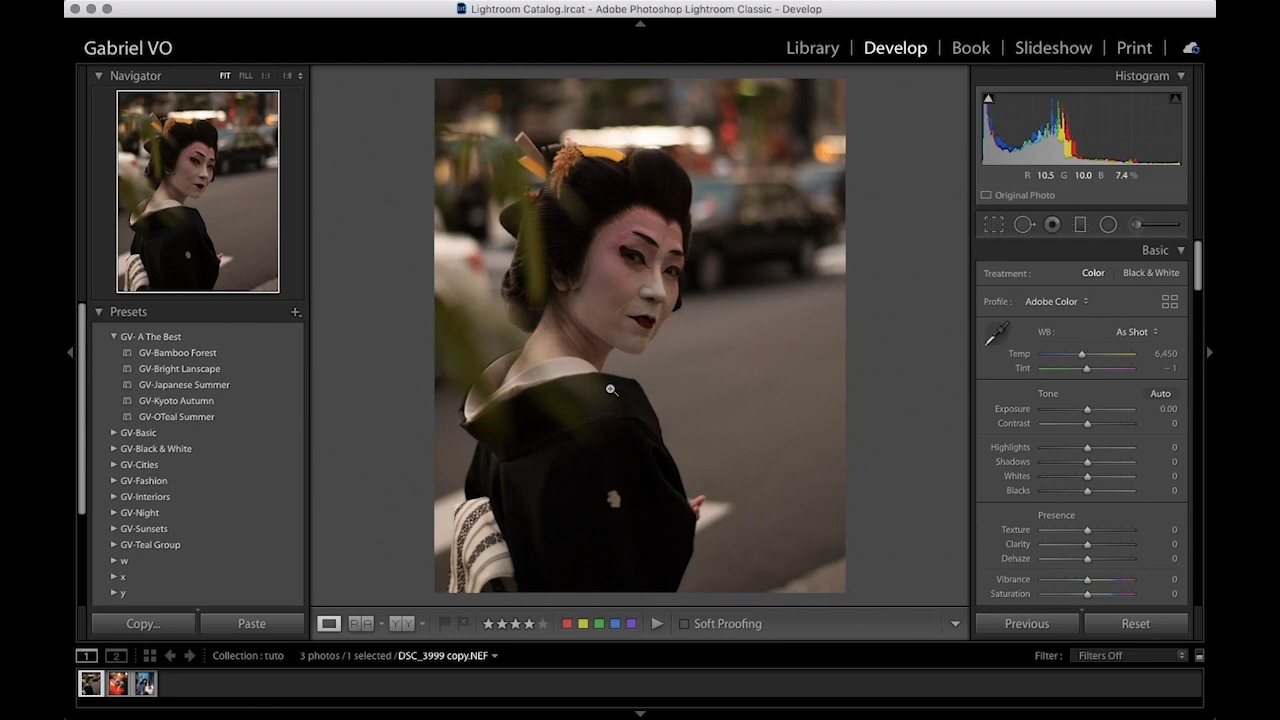 Lightroom Catalog.lrcat - Adobe Photoshop Lightroom Classic - Develop
Gabriel VO
Library | Develop | Book | Slideshow | Print |
Navigator FIT FILL 1:1 1:8
Presets +
GV- A The Best
GV-Bamboo Forest
GV-Bright Lanscape
GV-Japanese Summer
GV-Kyoto Autumn
GV-OTeal Summer
GV-Basic
GV-Black & White
GV-Cities
GV-Fashion
GV-Interiors
GV-Night
GV-Sunsets
GV-Teal Group
w
x
y
Copy... Paste
Histogram
R 10.5 G 10.0 B 7.4 %
Original Photo
Basic
Treatment : Color Black & White
Profile : Adobe Color
WB : As Shot
Temp 6,450
Tint −1
Tone Auto
Exposure 0.00
Contrast 0
Highlights 0
Shadows 0
Whites 0
Blacks 0
Presence
Texture 0
Clarity 0
Dehaze 0
Vibrance 0
Saturation 0
Previous Reset
R A Y Y Soft Proofing
1 2 Collection : tuto 3 photos / 1 selected / DSC_3999 copy.NEF Filter : Filters Off